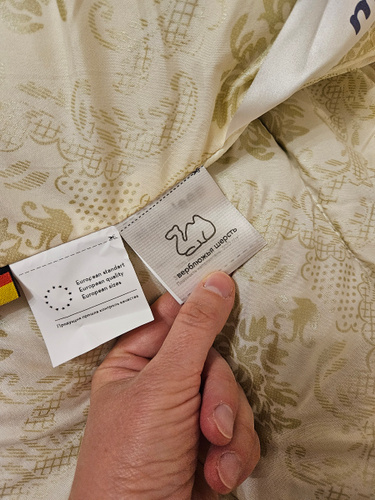 European standart
European quality
European sizes
Продукция прошла контроль качества
верблюжья шерсть